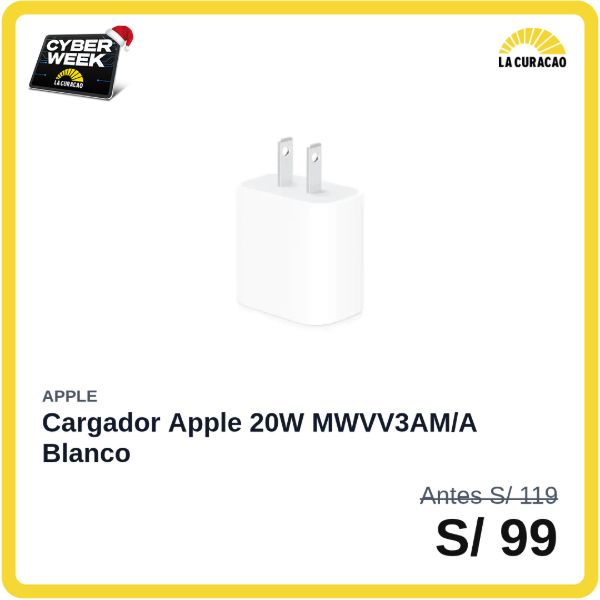 CYBER
WEEK
LA CURACAO
LA CURACAO
APPLE
Cargador Apple 20W MWVV3AM/A
Blanco
Antes S/ 119
S/ 99